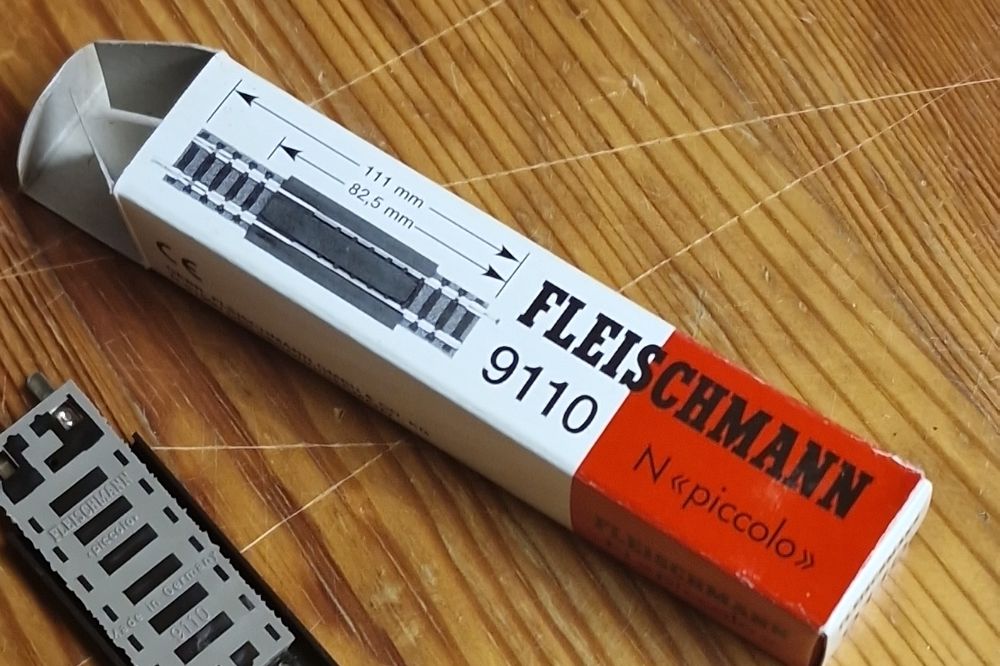 111 mm
82,5 mm
FLEISCHMANN
9110
N «piccolo»
CE
FLEISCHMANN
FLEISCHMANN
«piccolo»
Made in Germany
9110